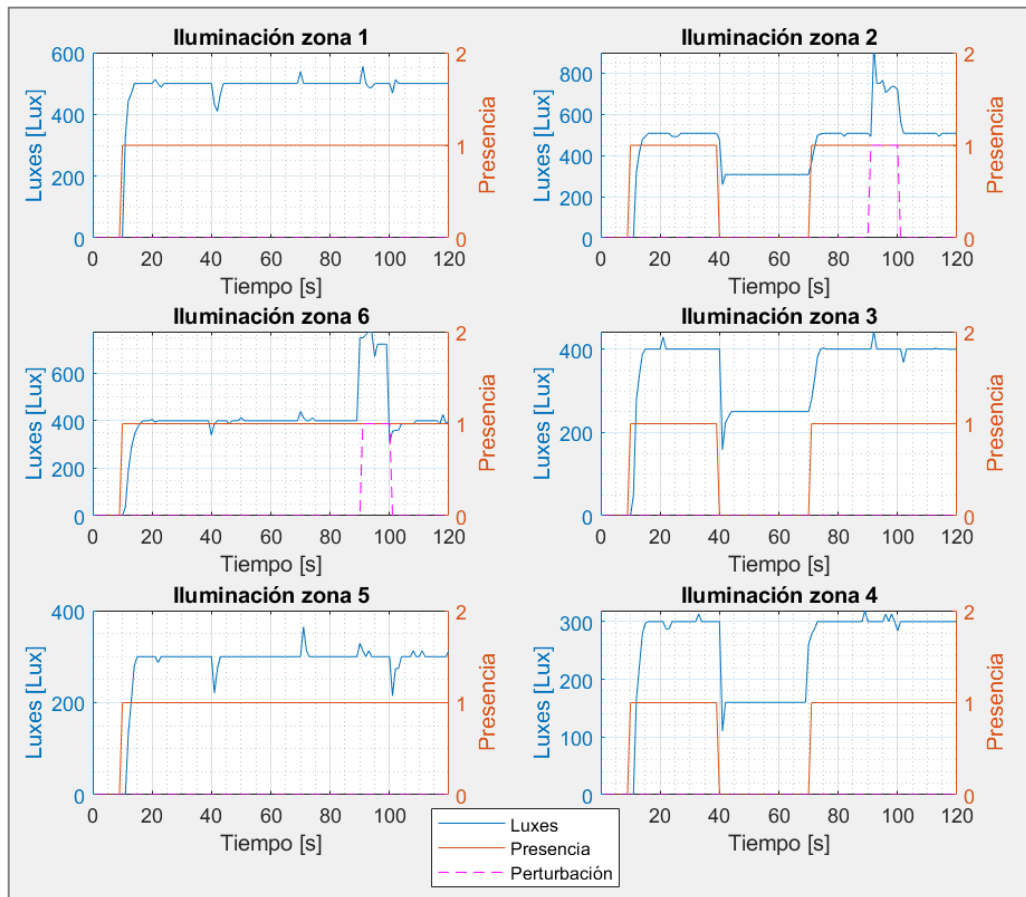 Iluminación zona 1
600
400
200
0
2
1
0
Luxes [Lux]
Presencia
0 20 40 60 80 100 120
Tiempo [s]
Iluminación zona 2
800
600
400
200
0
2
1
0
Luxes [Lux]
Presencia
0 20 40 60 80 100 120
Tiempo [s]
Iluminación zona 6
600
400
200
0
2
1
0
Luxes [Lux]
Presencia
0 20 40 60 80 100 120
Tiempo [s]
Iluminación zona 3
400
200
0
2
1
0
Luxes [Lux]
Presencia
0 20 40 60 80 100 120
Tiempo [s]
Iluminación zona 5
400
200
0
2
1
0
Luxes [Lux]
Presencia
0 20 40 60 80 100 120
Tiempo [s]
Iluminación zona 4
300
200
100
0
2
1
0
Luxes [Lux]
Presencia
0 20 40 60 80 100 120
Tiempo [s]
Luxes
Presencia
Perturbación